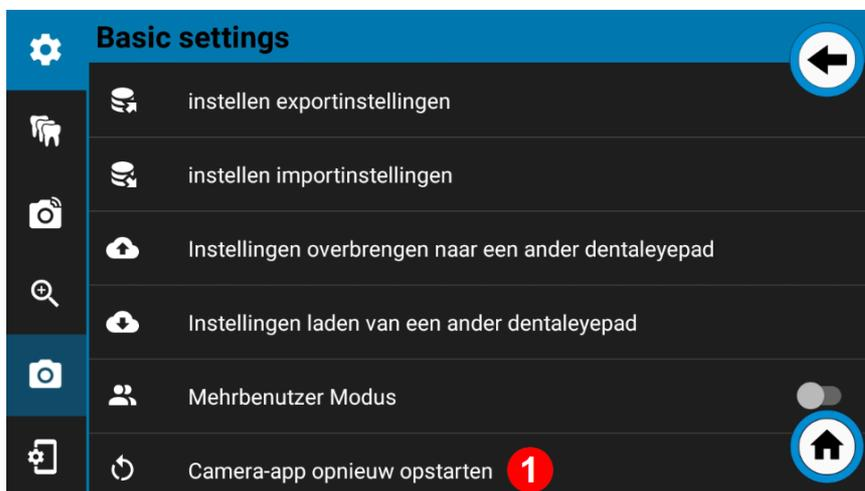 Basic settings
instellen exportinstellingen
instellen importinstellingen
Instellingen overbrengen naar een ander dentaleyepad
Instellingen laden van een ander dentaleyepad
Mehrbenutzer Modus
Camera-app opnieuw opstarten 1